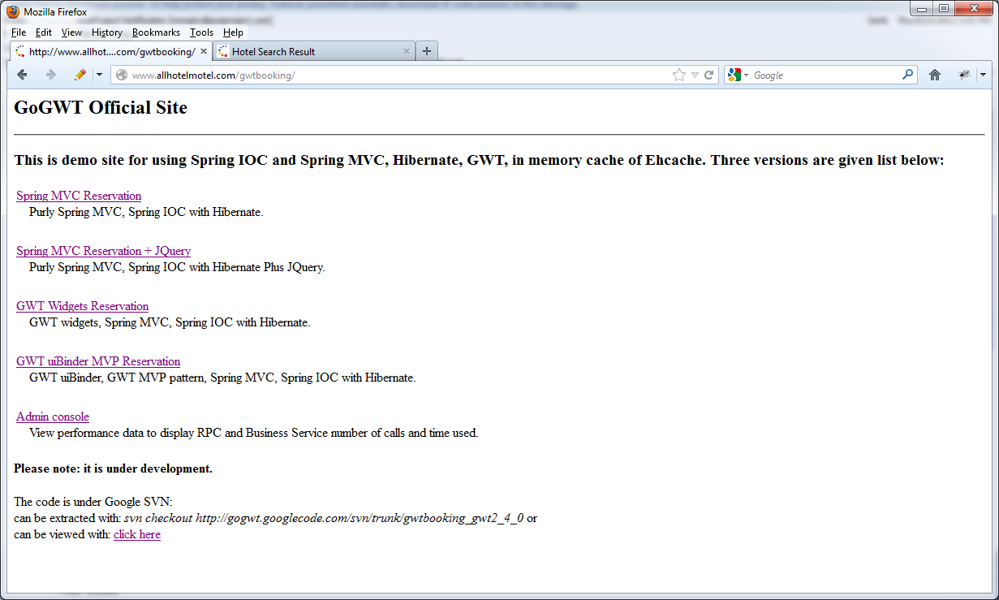 Mozilla Firefox
File Edit View History Bookmarks Tools Help
http://www.allhot....com/gwtbooking/ Hotel Search Result
www.allhotelmotel.com/gwtbooking/ Google
GoGWT Official Site
This is demo site for using Spring IOC and Spring MVC, Hibernate, GWT, in memory cache of Ehcache. Three versions are given list below:
Spring MVC Reservation
Purly Spring MVC, Spring IOC with Hibernate.
Spring MVC Reservation + JQuery
Purly Spring MVC, Spring IOC with Hibernate Plus JQuery.
GWT Widgets Reservation
GWT widgets, Spring MVC, Spring IOC with Hibernate.
GWT uiBinder MVP Reservation
GWT uiBinder, GWT MVP pattern, Spring MVC, Spring IOC with Hibernate.
Admin console
View performance data to display RPC and Business Service number of calls and time used.
Please note: it is under development.
The code is under Google SVN:
can be extracted with: svn checkout http://gogwt.googlecode.com/svn/trunk/gwtbooking_gwt2_4_0 or
can be viewed with: click here